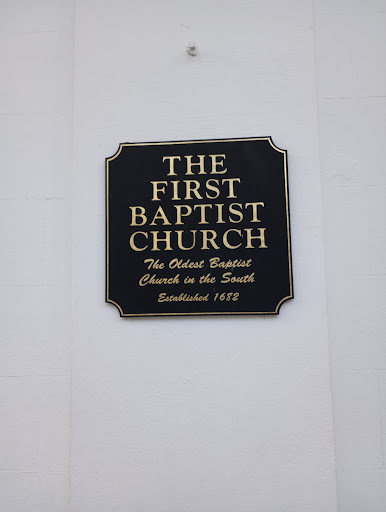 THE
FIRST
BAPTIST
CHURCH
The Oldest Baptist
Church in the South
Established 1682